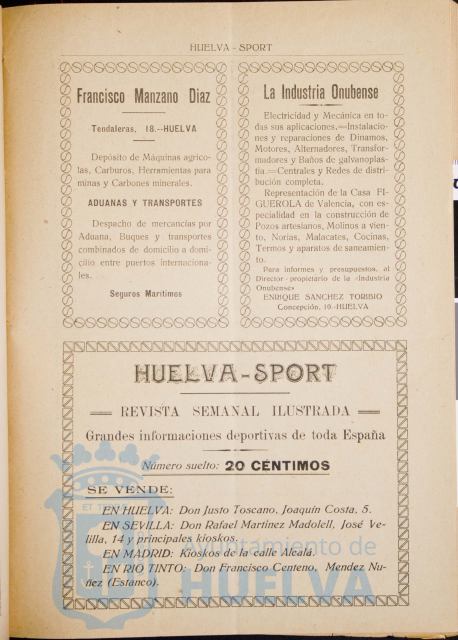 HUELVA - SPORT
Francisco Manzano Diaz
Tendaleras, 18.--HUELVA
Depósito de Máquinas agríco-
las, Carburos, Herramientas para
minas y Carbones minerales.
ADUANAS Y TRANSPORTES
Despacho de mercancías por
Aduana, Buques y transportes
combinados de domicilio a domi-
cilio entre puertos internaciona-
les.
Seguros Marítimos
La Industria Onubense
Electricidad y Mecánica en to-
das sus aplicaciones.=Instalacio-
nes y reparaciones de Dinamos,
Motores, Alternadores, Transfor-
madores y Baños de galvanoplas-
tia.=Centrales y Redes de distri-
bución completa.
Representación de la Casa FI-
GUEROLA de Valencia, con es-
pecialidad en la construcción de
Pozos artesianos, Molinos a vien-
to, Norias, Malacates, Cocinas,
Termos y aparatos de saneamien-
to.
Para informes y presupuestos, al
Director-propietario de la «Industria
Onubense»
ENRIQUE SANCHEZ TORIBIO
Concepción, 10.-HUELVA
HUELVA-SPORT
REVISTA SEMANAL ILUSTRADA
Grandes informaciones deportivas de toda España
Número suelto: 20 CÉNTIMOS
SE VENDE:
EN HUELVA: Don Justo Toscano, Joaquín Costa, 5.
EN SEVILLA: Don Rafael Martínez Madolell, José Ve-
lilla, 14 y principales kioskos.
EN MADRID: Kioskos de la calle Alcalá.
EN RIO TINTO: Don Francisco Centeno, Mendez Nu-
ñez (Estanco).
Ayuntamiento de
HUELVA